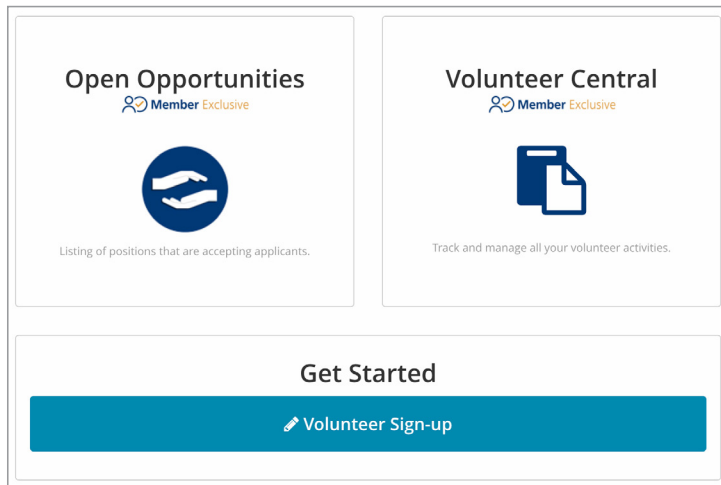 Open Opportunities
Member Exclusive
Listing of positions that are accepting applicants.
Volunteer Central
Member Exclusive
Track and manage all your volunteer activities.
Get Started
Volunteer Sign-up